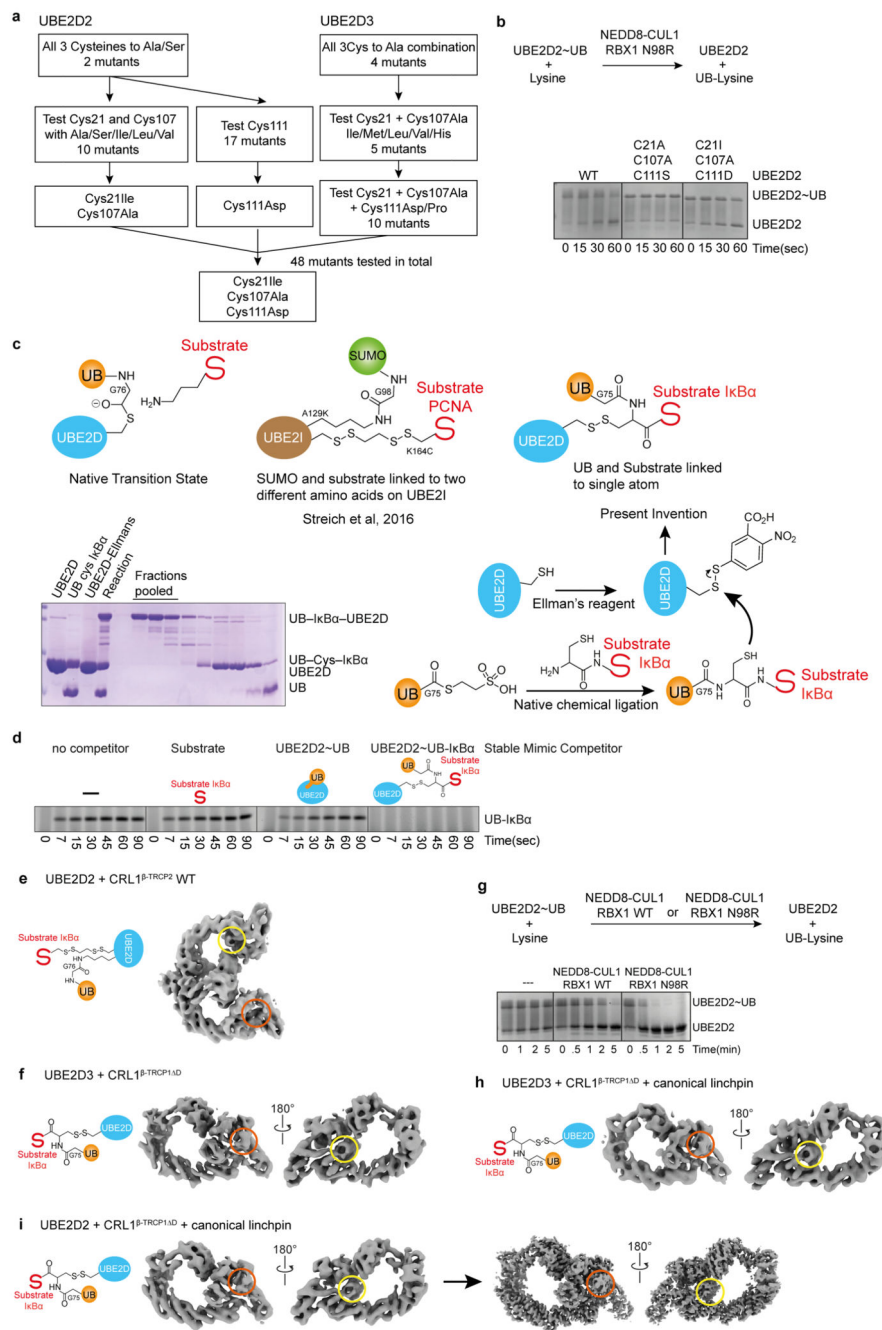 a
UBE2D2
All 3 Cysteines to Ala/Ser
2 mutants
Test Cys21 and Cys107
with Ala/Ser/Ile/Leu/Val
10 mutants
Cys21Ile
Cys107Ala
Test Cys111
17 mutants
Cys111Asp
UBE2D3
All 3Cys to Ala combination
4 mutants
Test Cys21 + Cys107Ala
Ile/Met/Leu/Val/His
5 mutants
Test Cys21 + Cys107Ala
+ Cys111Asp/Pro
10 mutants
48 mutants tested in total
Cys21Ile
Cys107Ala
Cys111Asp
b
UBE2D2~UB
+
Lysine
NEDD8-CUL1
RBX1 N98R
UBE2D2
+
UB-Lysine
WT
C21A
C107A
C111S
C21I
C107A
C111D
UBE2D2
UBE2D2~UB
UBE2D2
0 15 30 60 0 15 30 60 0 15 30 60 Time(sec)
c
UB
NH
G76
⊖O
S
UBE2D
H2N
Substrate
S
Native Transition State
SUMO
NH
G98
O
NH
A129K
UBE2I
S S S S
K164C
Substrate
PCNA
S
SUMO and substrate linked to two
different amino acids on UBE2I
Streich et al, 2016
UB
G75
O
HN
UBE2D
S S
O
Substrate IκBα
S
UB and Substrate linked
to single atom
Present Invention
UBE2D
UB cys IκBα
UBE2D-Ellmans
Reaction
Fractions
pooled
UB–IκBα–UBE2D
UB–Cys–IκBα
UBE2D
UB
UBE2D
SH
Ellman's reagent
UBE2D
S
S
CO2H
NO2
UB
G75
O
S
O
S
O
OH
SH
H2N
O
HN
S
Substrate
IκBα
Native chemical ligation
UB
G75
O
N
H
SH
O
HN
S
Substrate
IκBα
d
no competitor
Substrate
UBE2D2~UB
UBE2D2~UB-IκBα
Stable Mimic Competitor
Substrate IκBα
S
UB
UBE2D
UB
G75
O
HN
UBE2D
S S
O
Substrate
IκBα
S
UB-IκBα
0 7 15 30 45 60 90 0 7 15 30 45 60 90 0 7 15 30 45 60 90 0 7 15 30 45 60 90 Time(sec)
e
UBE2D2 + CRL1β-TRCP2 WT
Substrate IκBα
S
S S S S
UBE2D
HN
G76
O
HN
UB
f
UBE2D3 + CRL1β-TRCP1ΔD
O
S
Substrate
IκBα
S-S
UBE2D
HN
G75
O
UB
180°
g
UBE2D2~UB
+
Lysine
NEDD8-CUL1
RBX1 WT
or
NEDD8-CUL1
RBX1 N98R
UBE2D2
+
UB-Lysine
---
NEDD8-CUL1
RBX1 WT
NEDD8-CUL1
RBX1 N98R
UBE2D2~UB
UBE2D2
0 1 2 5 0 .5 1 2 5 0 .5 1 2 5 Time(min)
h
UBE2D3 + CRL1β-TRCP1ΔD + canonical linchpin
O
S
Substrate
IκBα
S-S
UBE2D
HN
G75
O
UB
180°
i
UBE2D2 + CRL1β-TRCP1ΔD + canonical linchpin
O
S
Substrate
IκBα
S-S
UBE2D
HN
G75
O
UB
180°
180°